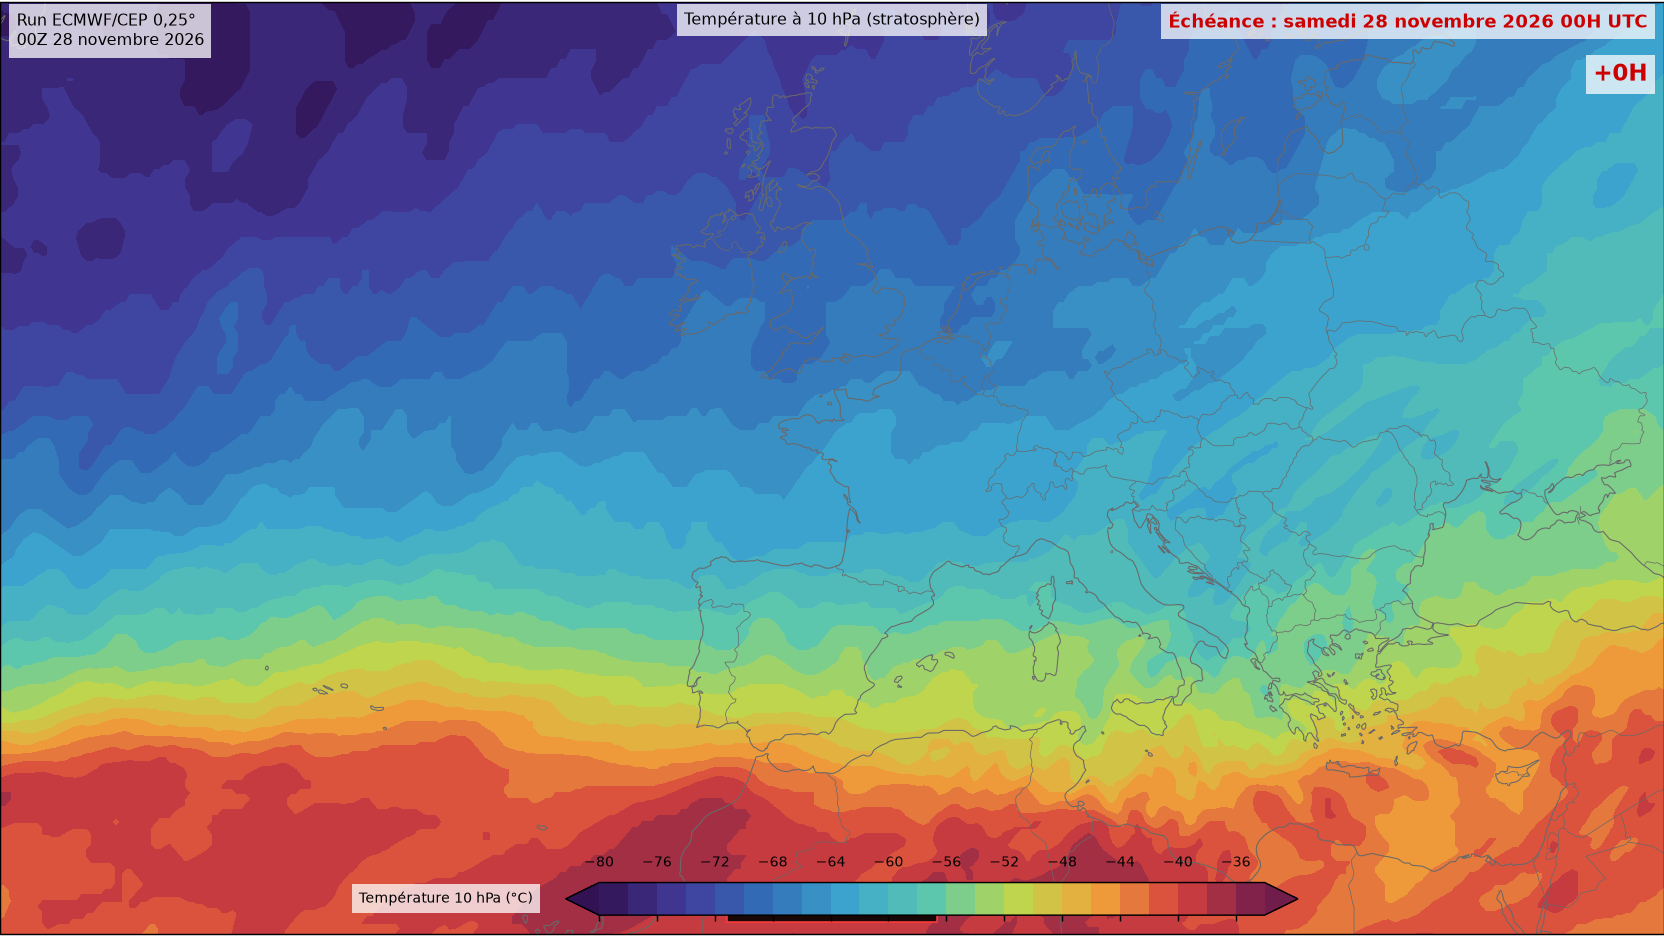 Run ECMWF/CEP 0,25°
00Z 28 novembre 2026
Température à 10 hPa (stratosphère)
Échéance : samedi 28 novembre 2026 00H UTC
+0H
−80 −76 −72 −68 −64 −60 −56 −52 −48 −44 −40 −36
Température 10 hPa (°C)